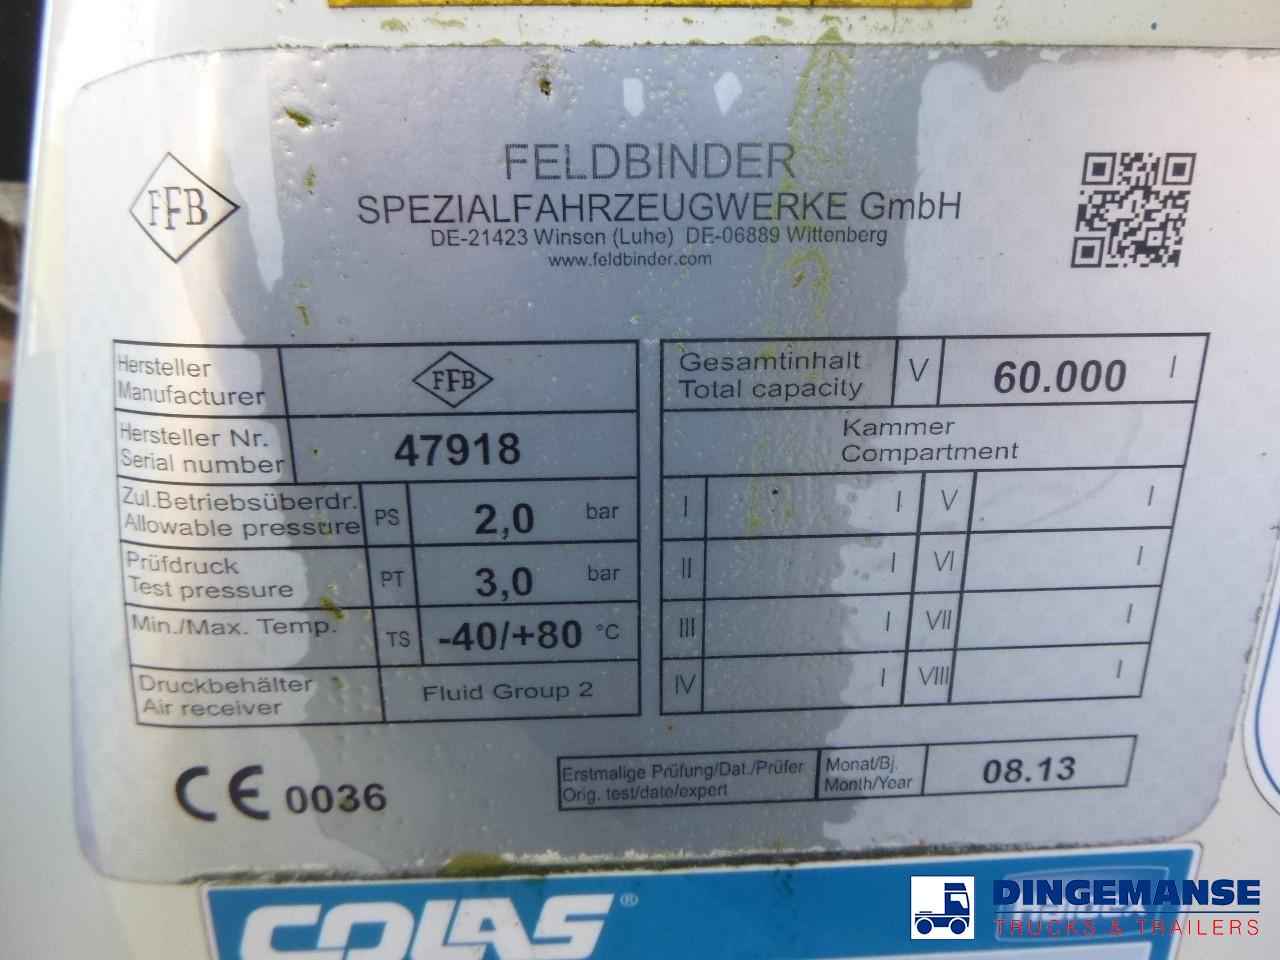 FFB
FELDBINDER
SPEZIALFAHRZEUGWERKE GmbH
DE-21423 Winsen (Luhe) DE-06889 Wittenberg
www.feldbinder.com
Hersteller
Manufacturer
FFB
Hersteller Nr.
Serial number
47918
Zul.Betriebsüberdr.
Allowable pressure
PS
2,0 bar
Prüfdruck
Test pressure
PT
3,0 bar
Min./Max. Temp.
TS
-40/+80 °C
Druckbehälter
Air receiver
Fluid Group 2
Gesamtinhalt
Total capacity
V
60.000 l
Kammer
Compartment
I l V l
II l VI l
III l VII l
IV l VIII l
CE 0036
Erstmalige Prüfung/Dat./Prüfer
Orig. test/date/expert
Monat/Bj.
Month/Year
08.13
COLAS®
DINGEMANSE
TRUCKS & TRAILERS